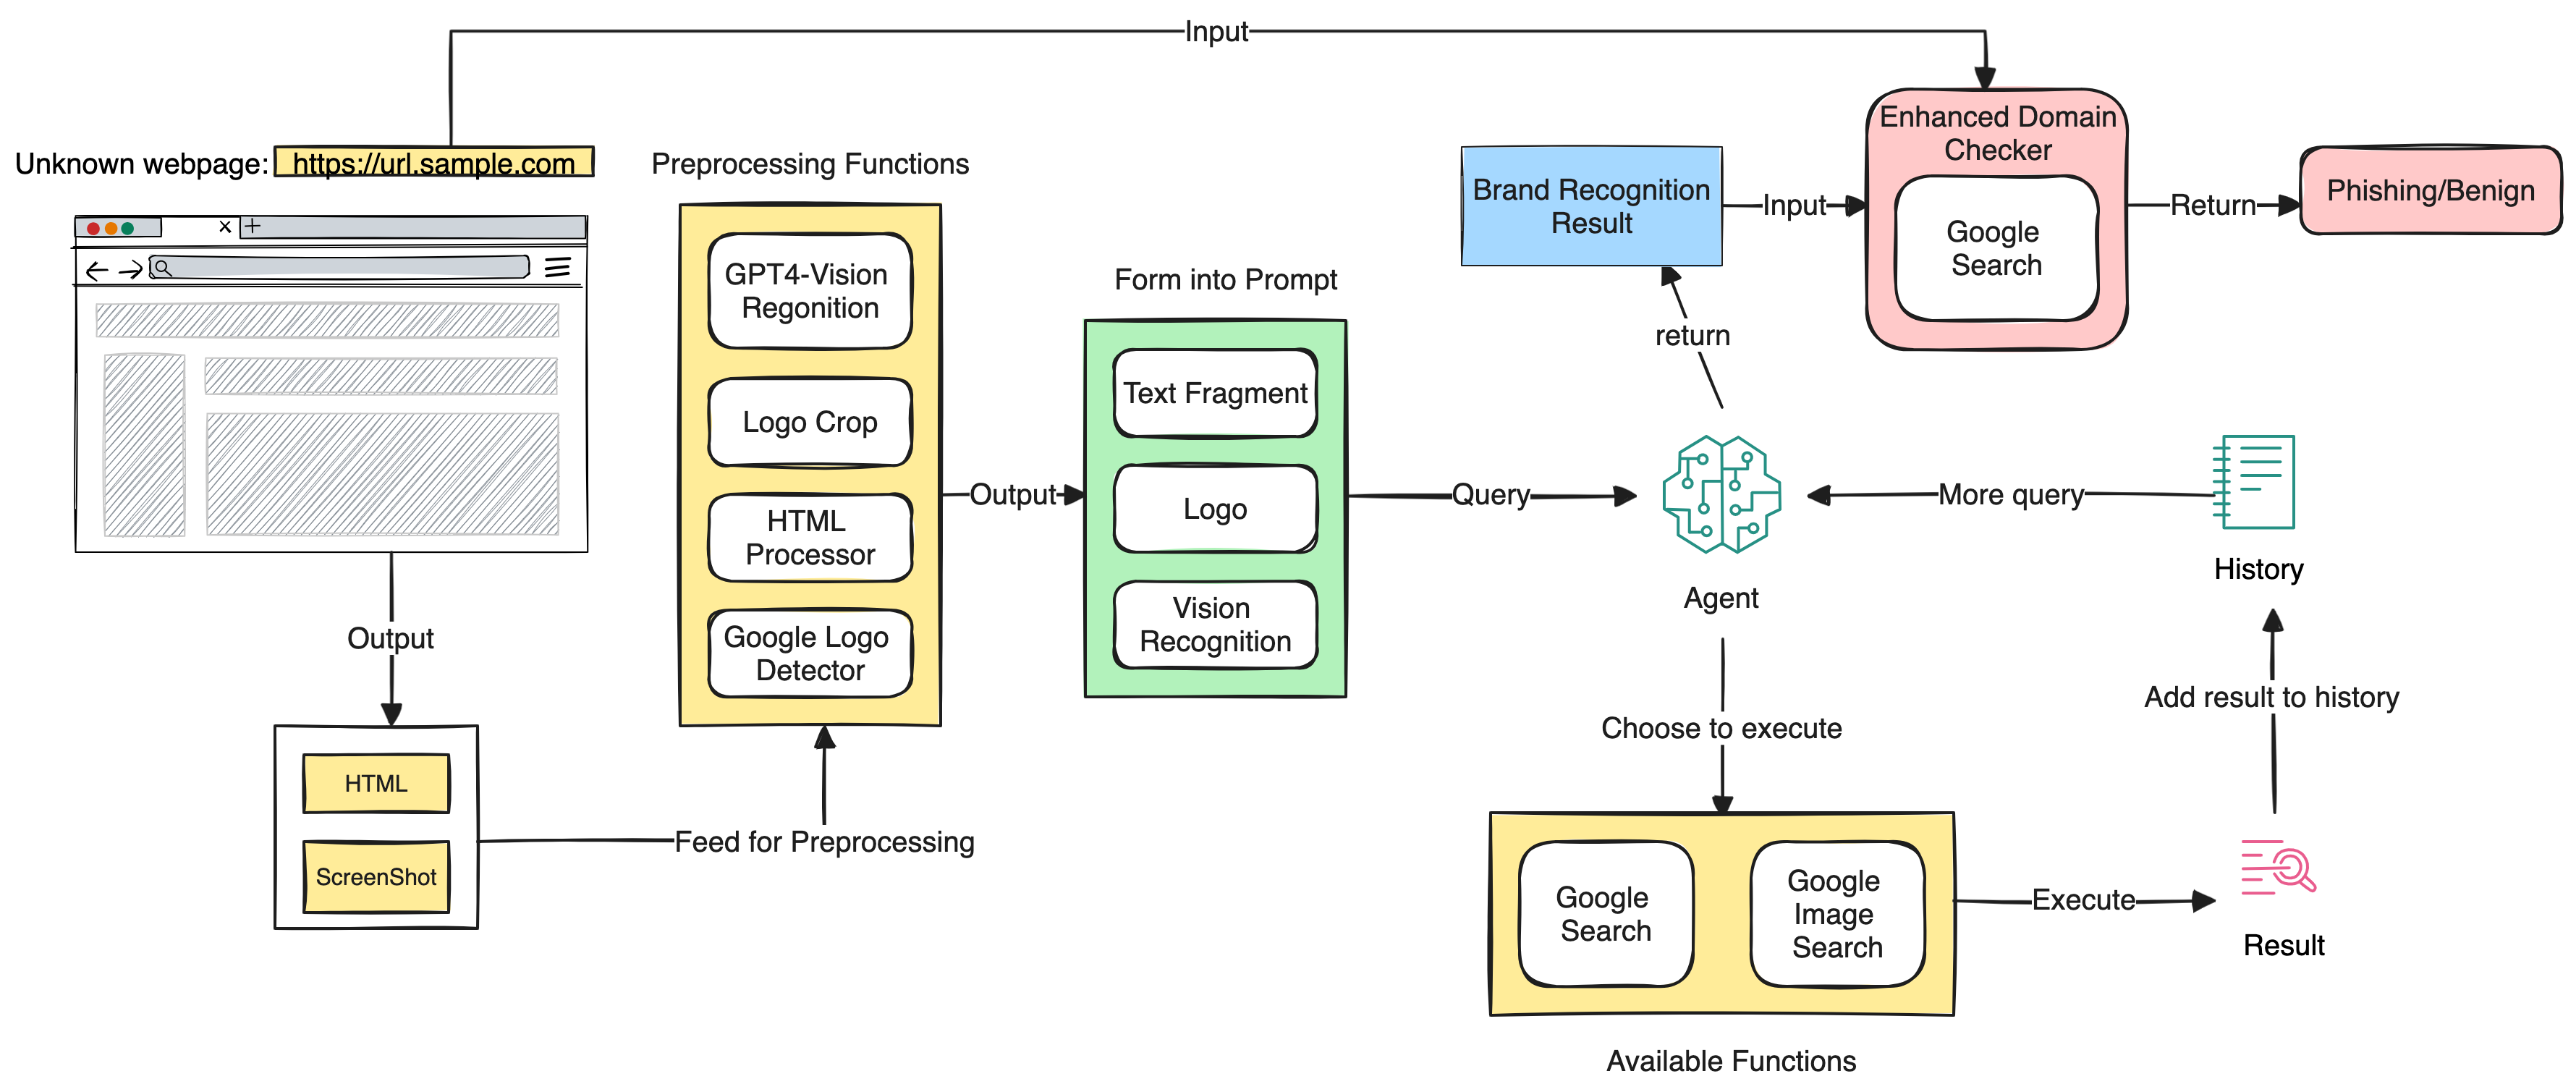 Input
Unknown webpage: https://url.sample.com
Output
HTML
ScreenShot
Feed for Preprocessing
Preprocessing Functions
GPT4-Vision
Regonition
Logo Crop
HTML
Processor
Google Logo
Detector
Output
Form into Prompt
Text Fragment
Logo
Vision
Recognition
Query
Agent
return
Brand Recognition
Result
Input
Enhanced Domain
Checker
Google
Search
Return
Phishing/Benign
Choose to execute
Google
Search
Google
Image
Search
Available Functions
Execute
Result
Add result to history
History
More query